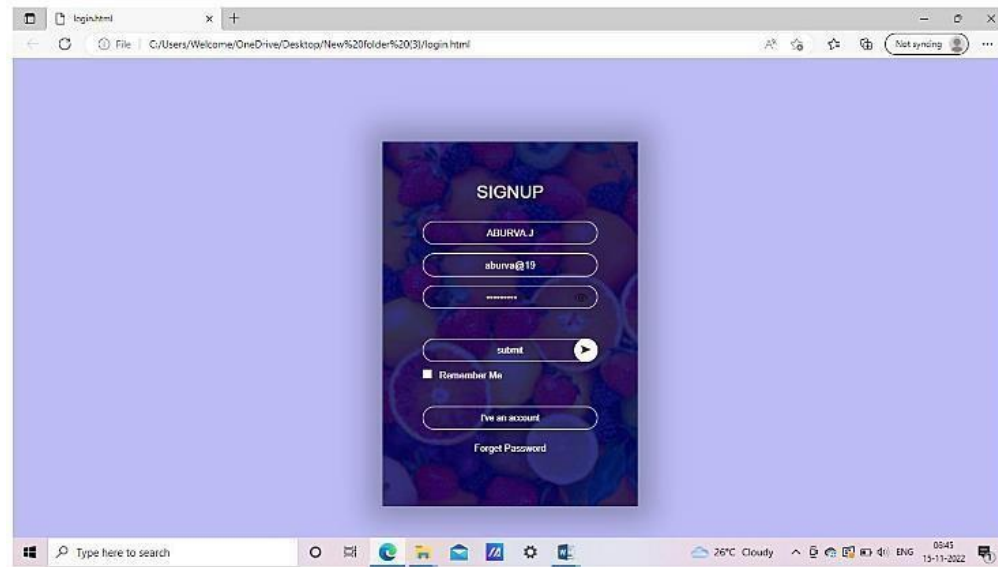 login.html
File C:/Users/Welcome/OneDrive/Desktop/New%20folder%20(3)/login.html
Not syncing
SIGNUP
ABURVA.J
aburva@19
submit
Remember Me
I've an account
Forget Password
Type here to search
26°C Cloudy
ENG
08:45
15-11-2022